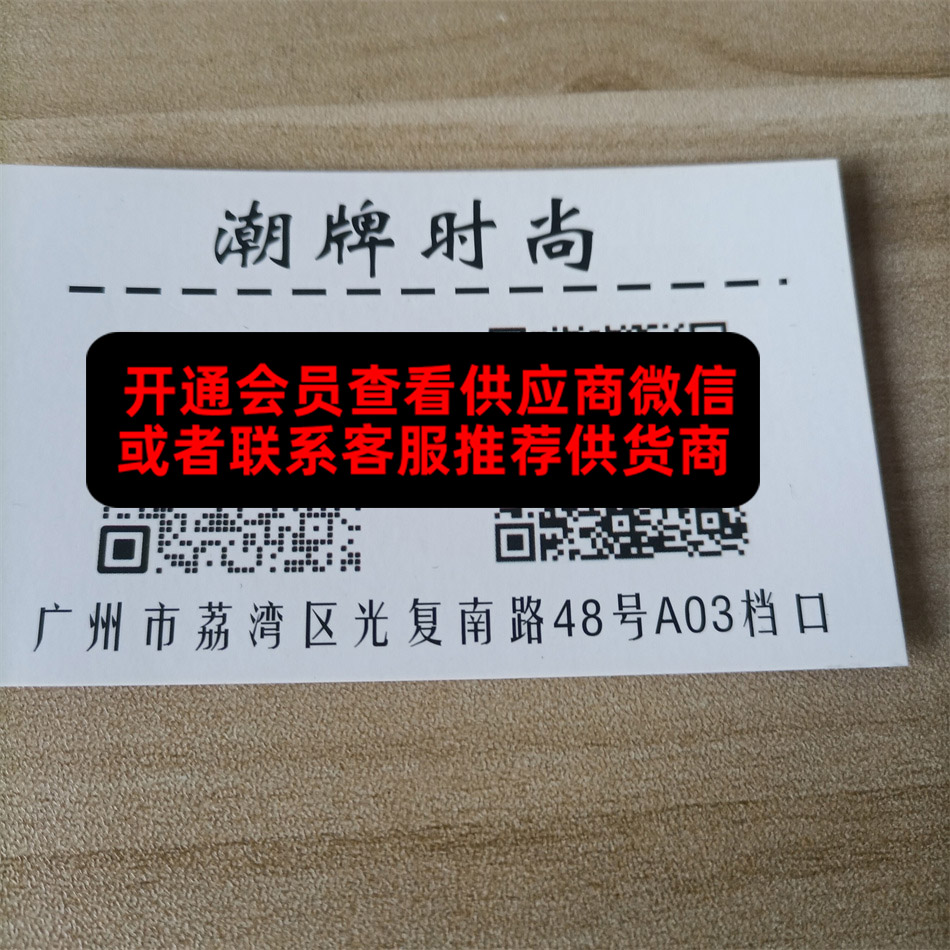 潮牌时尚
开通会员查看供应商微信
或者联系客服推荐供货商
广州市荔湾区光复南路48号A03档口